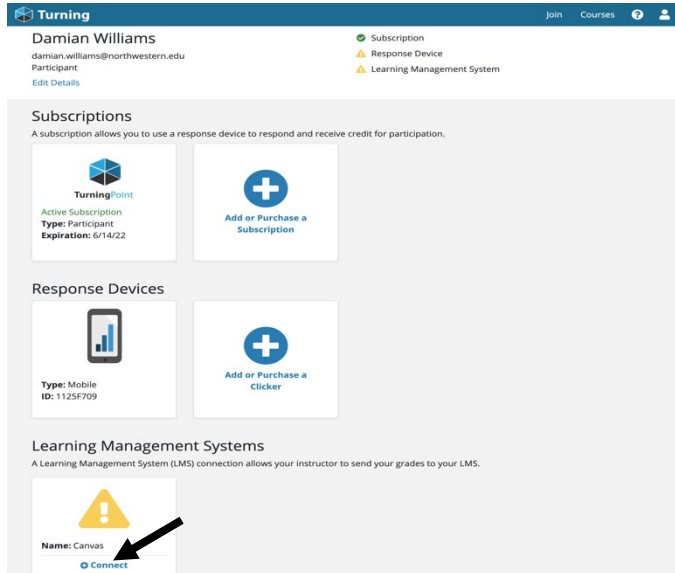 Turning
Join Courses
Damian Williams
damian.williams@northwestern.edu
Participant
Edit Details
Subscription
Response Device
Learning Management System
Subscriptions
A subscription allows you to use a response device to respond and receive credit for participation.
TurningPoint
Active Subscription
Type: Participant
Expiration: 6/14/22
Add or Purchase a
Subscription
Response Devices
Type: Mobile
ID: 1125F709
Add or Purchase a
Clicker
Learning Management Systems
A Learning Management System (LMS) connection allows your instructor to send your grades to your LMS.
Name: Canvas
Connect